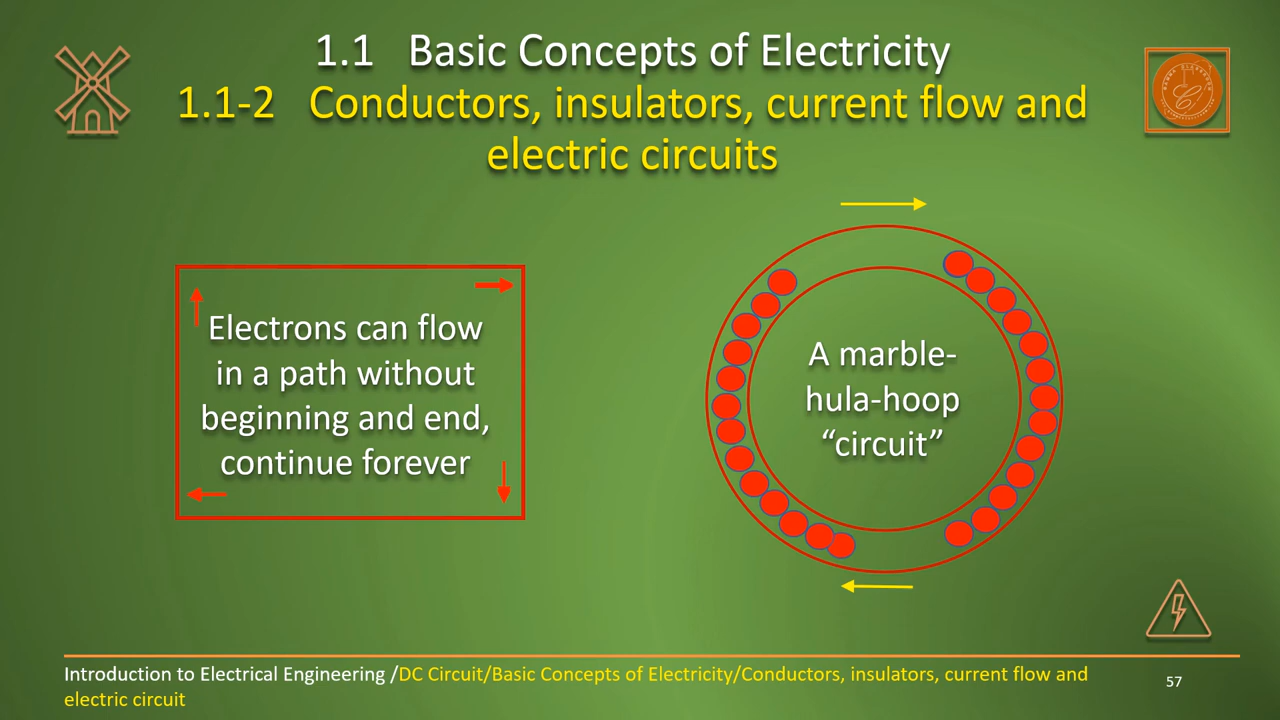 1.1 Basic Concepts of Electricity
1.1-2 Conductors, insulators, current flow and
electric circuits
Electrons can flow
in a path without
beginning and end,
continue forever
A marble-
hula-hoop
“circuit”
Introduction to Electrical Engineering /DC Circuit/Basic Concepts of Electricity/Conductors, insulators, current flow and
electric circuit
57